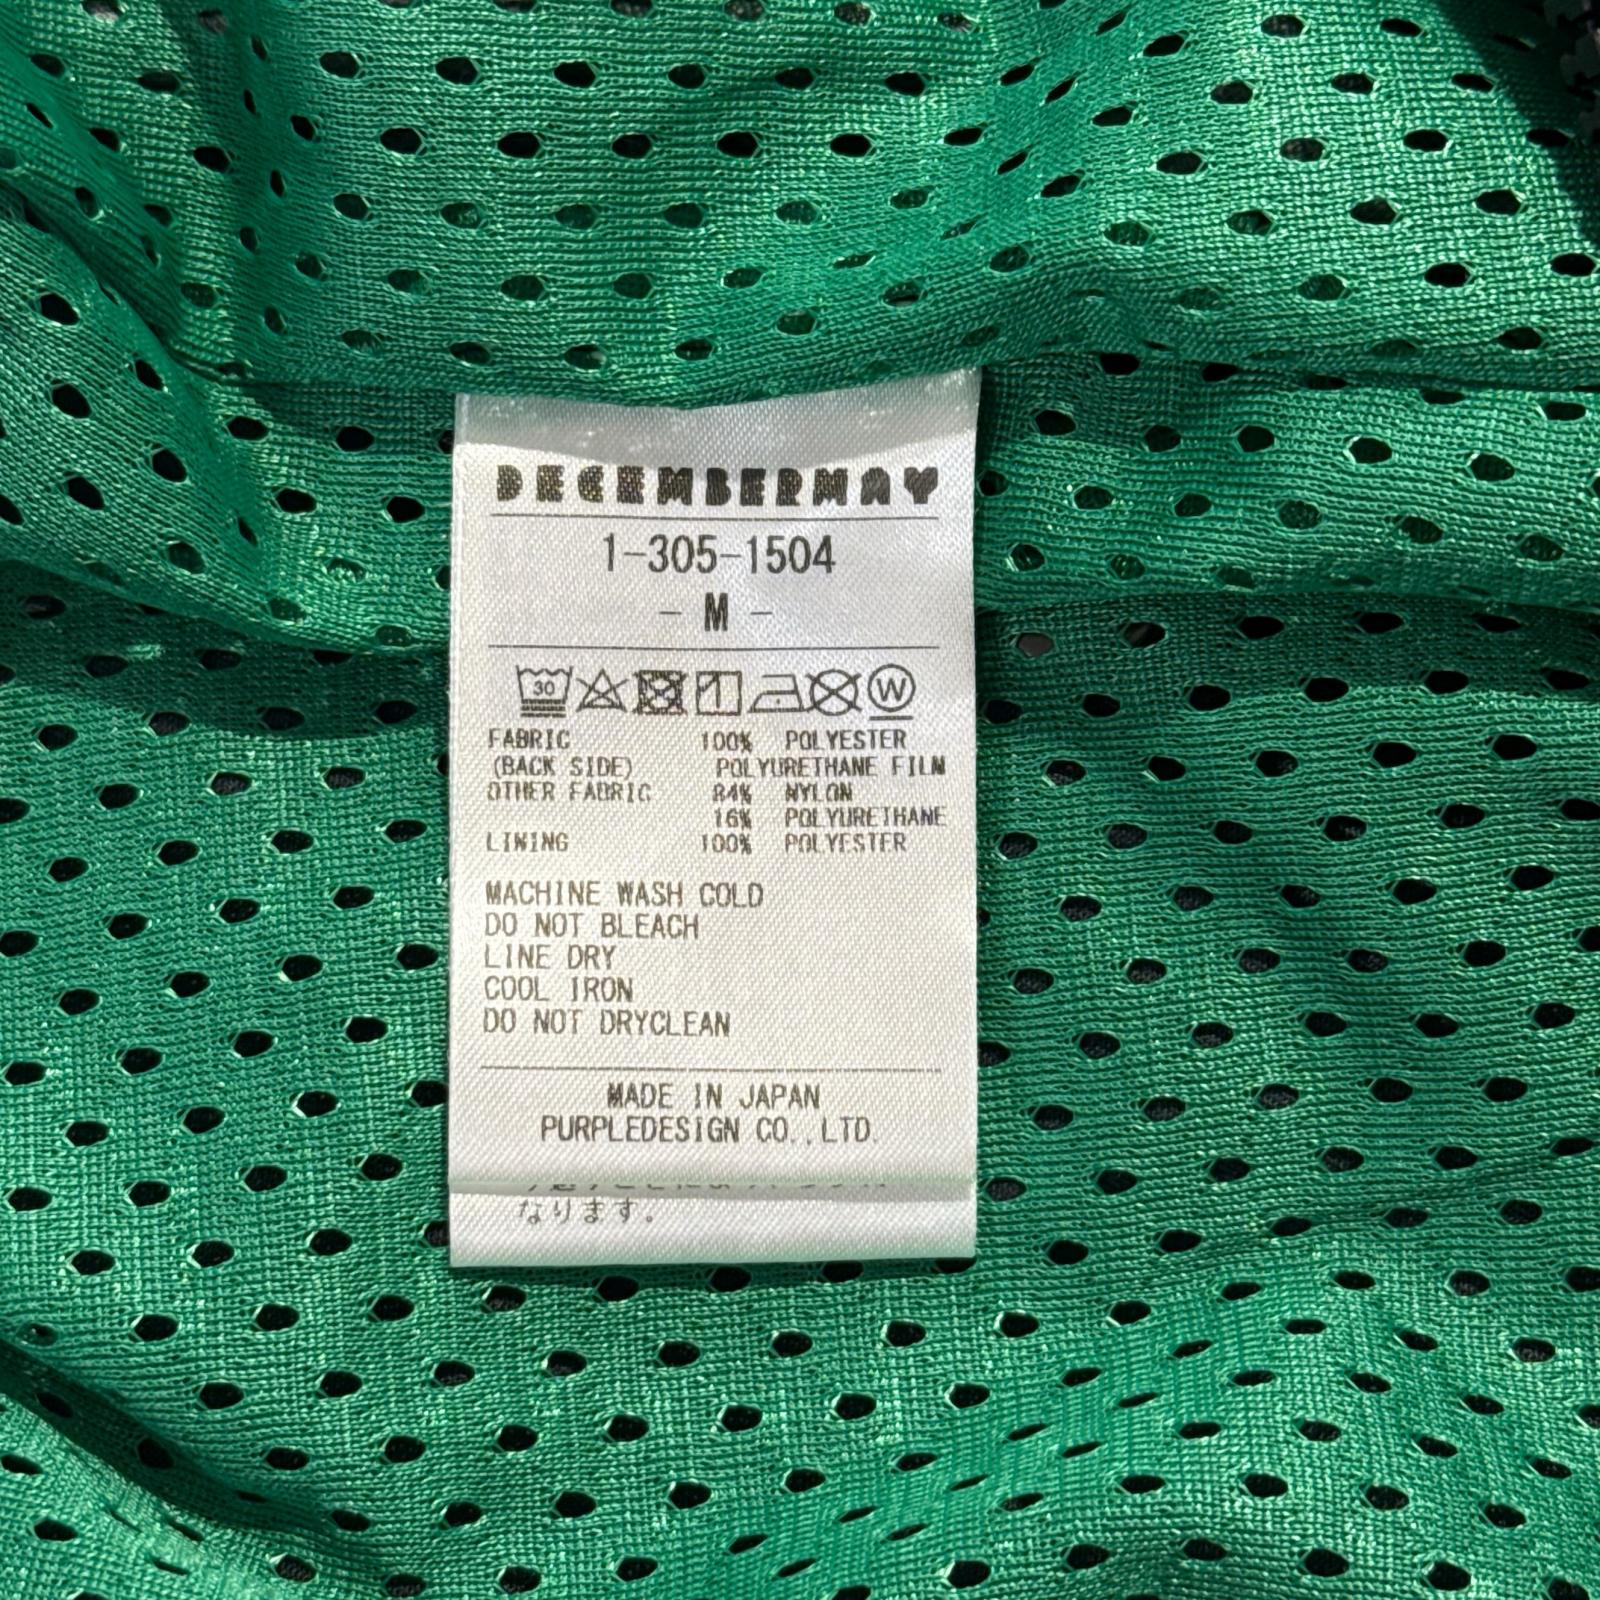 DECEMBERMAY
1-305-1504
- M -
30 W
FABRIC 100% POLYESTER
(BACK SIDE) POLYURETHANE FILM
OTHER FABRIC 84% NYLON
16% POLYURETHANE
LINING 100% POLYESTER
MACHINE WASH COLD
DO NOT BLEACH
LINE DRY
COOL IRON
DO NOT DRYCLEAN
MADE IN JAPAN
PURPLEDESIGN CO.,LTD.
なります。